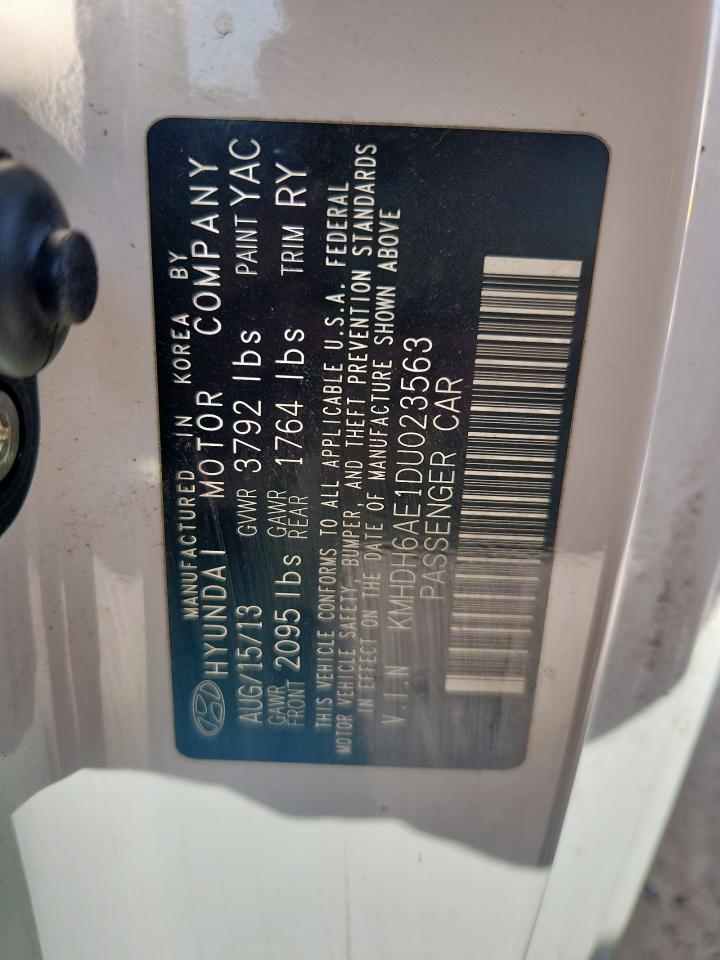 MANUFACTURED IN KOREA BY
HYUNDAI MOTOR COMPANY
AUG/15/13 GVWR 3792 lbs PAINT YAC
GAWR FRONT 2095 lbs GAWR REAR 1764 lbs TRIM RY
THIS VEHICLE CONFORMS TO ALL APPLICABLE U.S.A. FEDERAL
MOTOR VEHICLE SAFETY, BUMPER, AND THEFT PREVENTION STANDARDS
IN EFFECT ON THE DATE OF MANUFACTURE SHOWN ABOVE
V.I.N KMHDH6AE1DU023563
PASSENGER CAR